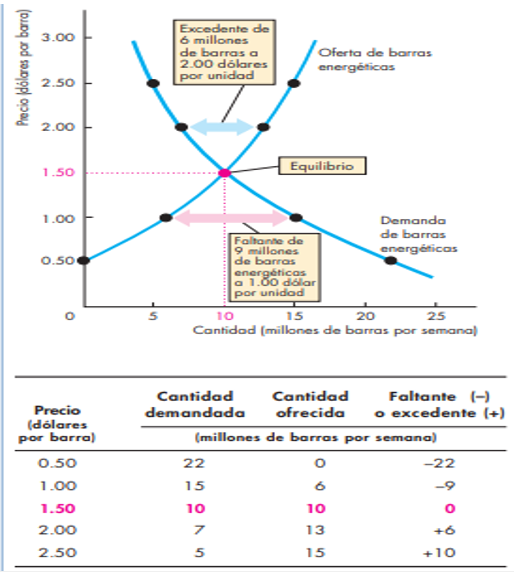 Precio (dólares por barra)
3.00
2.50
2.00
1.50
1.00
0.50
Excedente de
6 millones
de barras a
2.00 dólares
por unidad
Oferta de barras
energéticas
Equilibrio
Demanda
de barras
energéticas
Faltante de
9 millones
de barras
energéticas
a 1.00 dólar
por unidad
0 5 10 15 20 25
Cantidad (millones de barras por semana)
Precio
(dólares
por barra)
Cantidad
demandada
Cantidad
ofrecida
Faltante (–)
o excedente (+)
(millones de barras por semana)
0.50 22 0 –22
1.00 15 6 –9
1.50 10 10 0
2.00 7 13 +6
2.50 5 15 +10